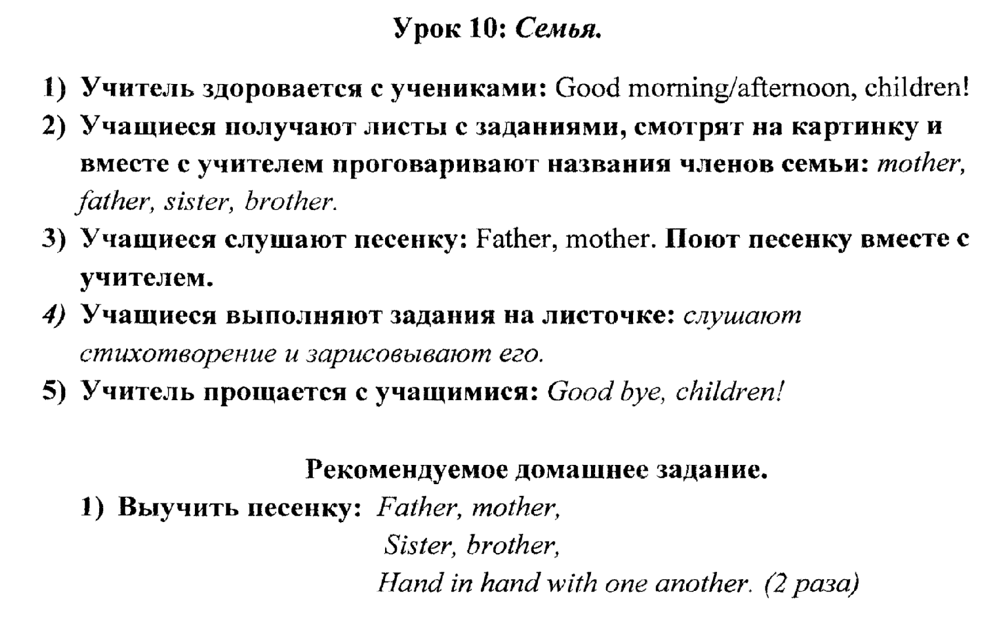 Урок 10: Семья.
1) Учитель здоровается с учениками: Good morning/afternoon, children!
2) Учащиеся получают листы с заданиями, смотрят на картинку и
вместе с учителем проговаривают названия членов семьи: mother,
father, sister, brother.
3) Учащиеся слушают песенку: Father, mother. Поют песенку вместе с
учителем.
4) Учащиеся выполняют задания на листочке: слушают
стихотворение и зарисовывают его.
5) Учитель прощается с учащимися: Good bye, children!
Рекомендуемое домашнее задание.
1) Выучить песенку: Father, mother,
Sister, brother,
Hand in hand with one another. (2 раза)